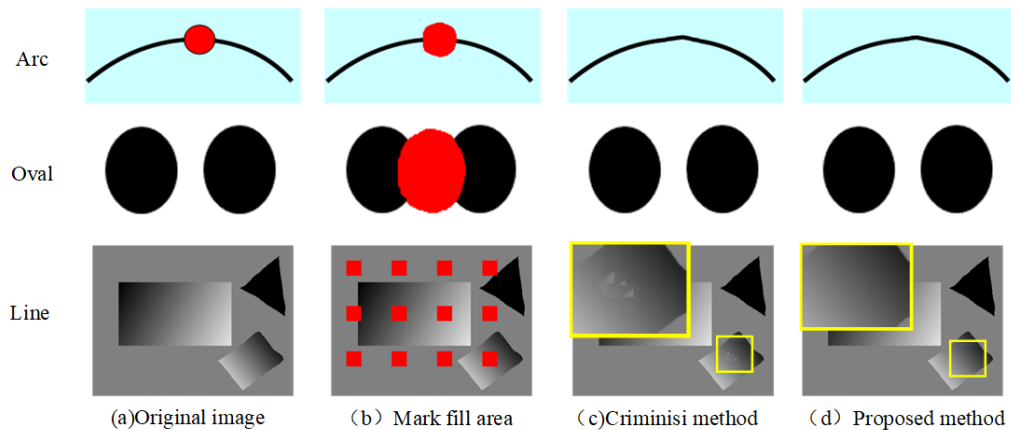 Arc
Oval
Line
(a)Original image
（b）Mark fill area
(c)Criminisi method
（d）Proposed method